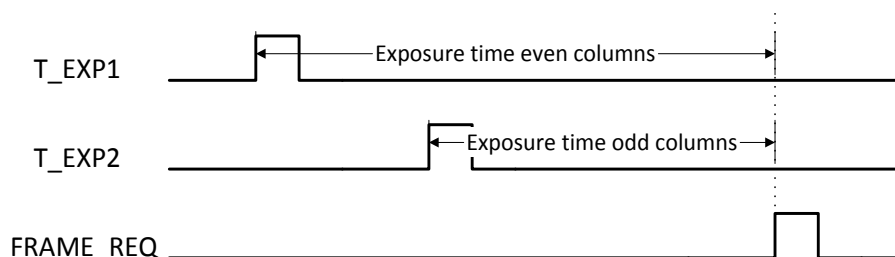 Exposure time even columns
T_EXP1
Exposure time odd columns
T_EXP2
FRAME_REQ